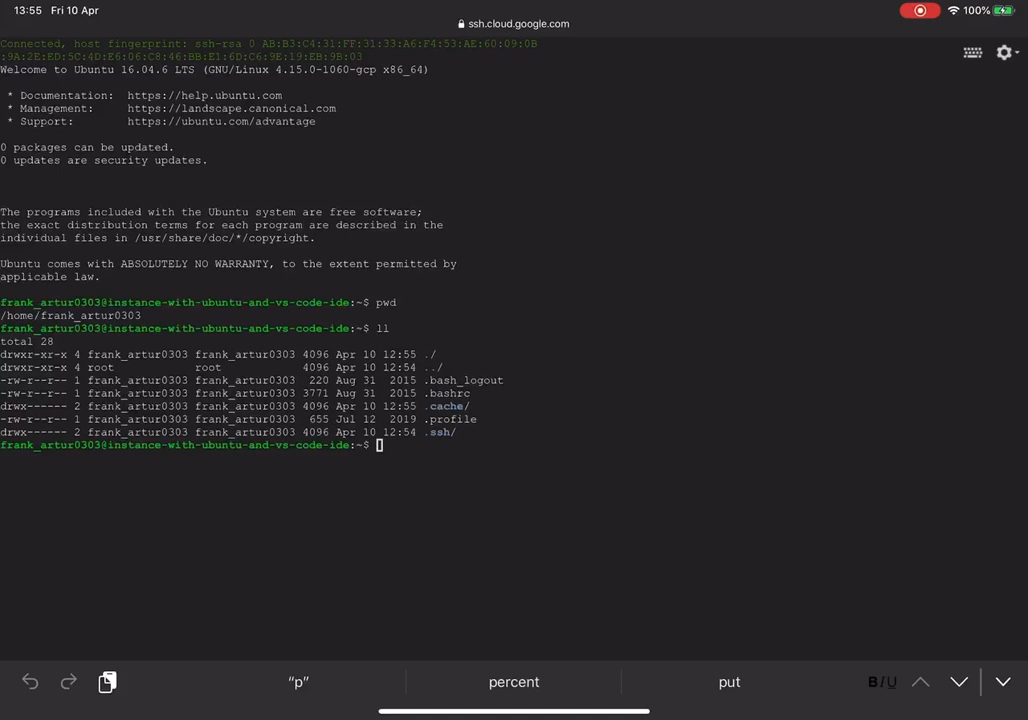 13:55 Fri 10 Apr
100%
ssh.cloud.google.com
Connected, host fingerprint: ssh-rsa 0 AB:B3:C4:31:FF:31:33:A6:F4:53:AE:60:09:0B
:9A:2E:ED:5C:4D:E6:06:C8:46:BB:E1:6D:C6:9E:19:EB:9B:03
Welcome to Ubuntu 16.04.6 LTS (GNU/Linux 4.15.0-1060-gcp x86_64)
* Documentation:  https://help.ubuntu.com
* Management:     https://landscape.canonical.com
* Support:        https://ubuntu.com/advantage
0 packages can be updated.
0 updates are security updates.
The programs included with the Ubuntu system are free software;
the exact distribution terms for each program are described in the
individual files in /usr/share/doc/*/copyright.
Ubuntu comes with ABSOLUTELY NO WARRANTY, to the extent permitted by
applicable law.
frank_artur0303@instance-with-ubuntu-and-vs-code-ide:~$ pwd
/home/frank_artur0303
frank_artur0303@instance-with-ubuntu-and-vs-code-ide:~$ ll
total 28
drwxr-xr-x 4 frank_artur0303 frank_artur0303 4096 Apr 10 12:55 ./
drwxr-xr-x 4 root            root            4096 Apr 10 12:54 ../
-rw-r--r-- 1 frank_artur0303 frank_artur0303  220 Aug 31  2015 .bash_logout
-rw-r--r-- 1 frank_artur0303 frank_artur0303 3771 Aug 31  2015 .bashrc
drwx------ 2 frank_artur0303 frank_artur0303 4096 Apr 10 12:55 .cache/
-rw-r--r-- 1 frank_artur0303 frank_artur0303  655 Jul 12  2019 .profile
drwx------ 2 frank_artur0303 frank_artur0303 4096 Apr 10 12:54 .ssh/
frank_artur0303@instance-with-ubuntu-and-vs-code-ide:~$
“p” percent put B I U